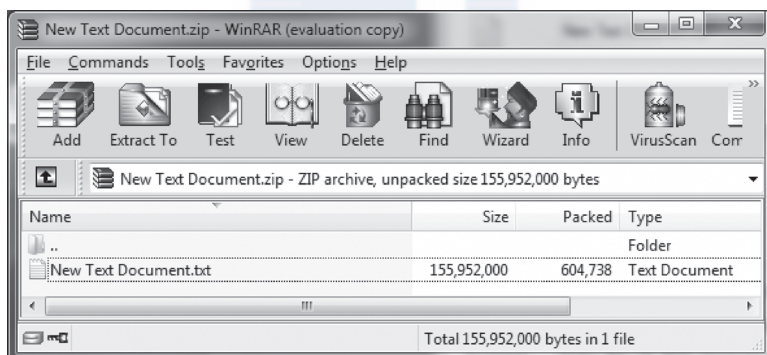 New Text Document.zip - WinRAR (evaluation copy)
File Commands Tools Favorites Options Help
Add Extract To Test View Delete Find Wizard Info VirusScan Com
New Text Document.zip - ZIP archive, unpacked size 155,952,000 bytes
Name Size Packed Type
.. Folder
New Text Document.txt 155,952,000 604,738 Text Document
Total 155,952,000 bytes in 1 file